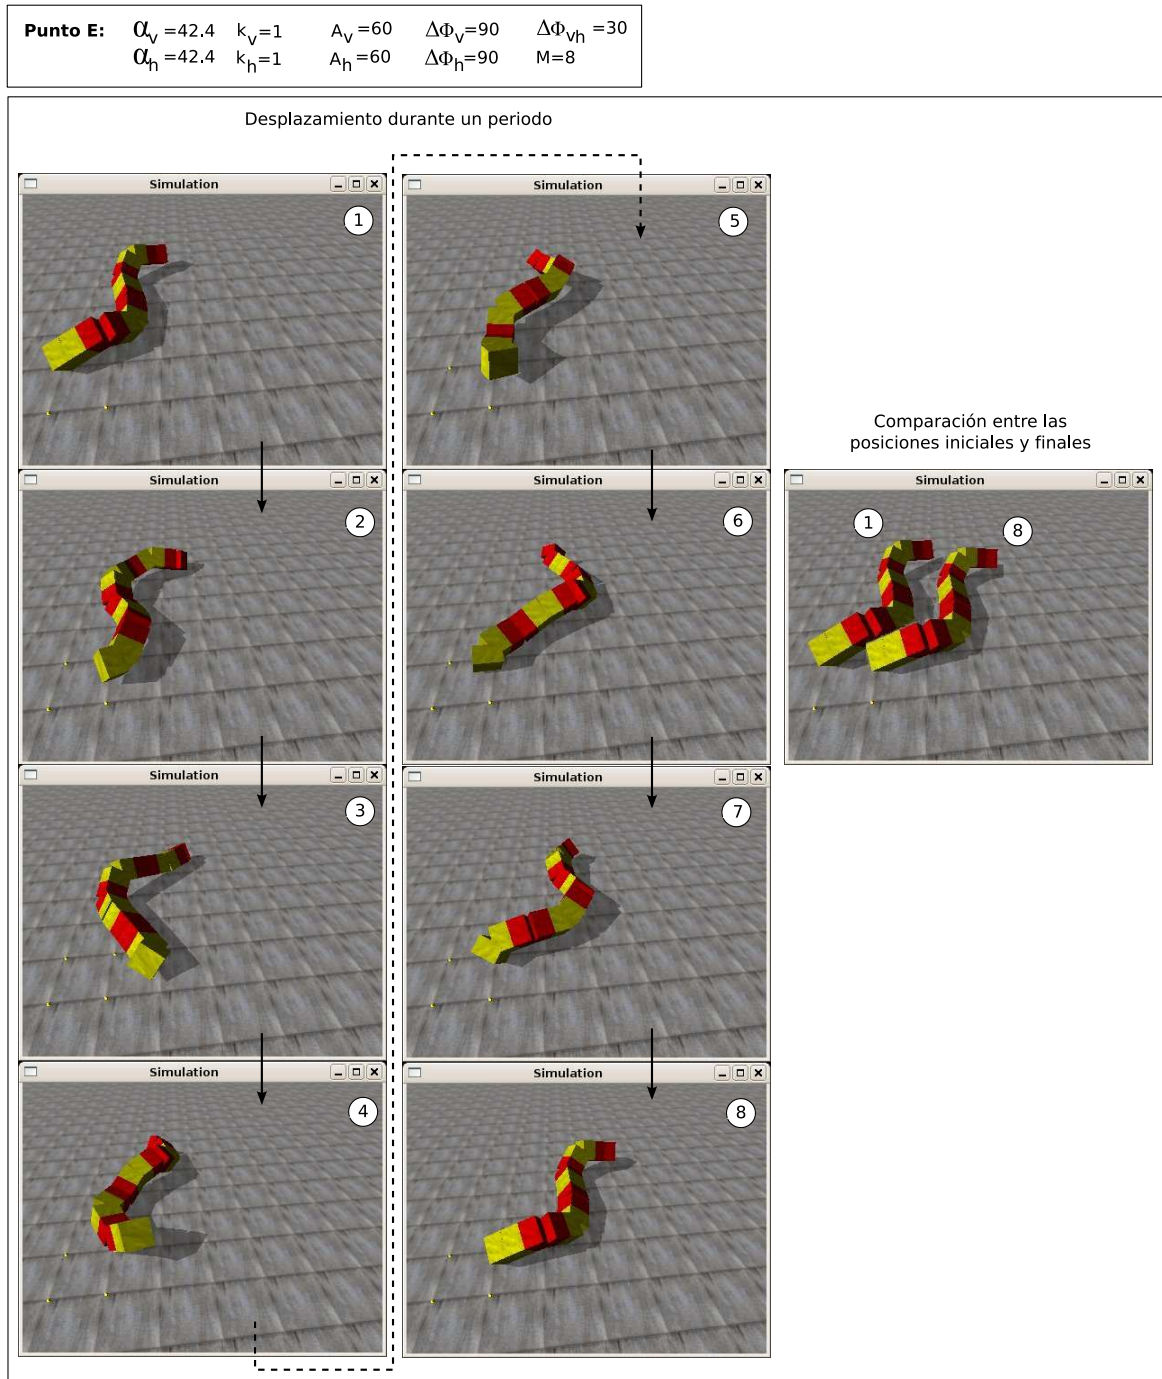 Punto E: αv =42.4 kv=1 Av =60 ΔΦv=90 ΔΦvh =30
αh =42.4 kh=1 Ah =60 ΔΦh=90 M=8
Desplazamiento durante un periodo
Simulation
1
Simulation
2
Simulation
3
Simulation
4
Simulation
5
Simulation
6
Simulation
7
Simulation
8
Comparación entre las
posiciones iniciales y finales
Simulation
1
8